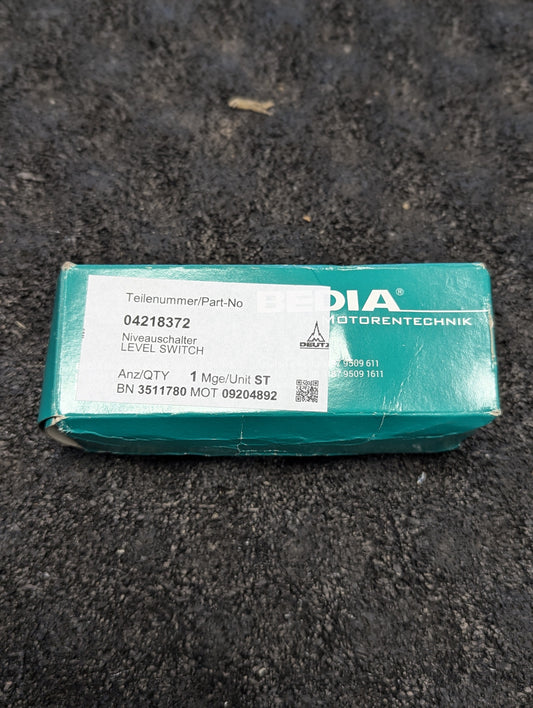 Teilenummer/Part-No
04218372
Niveauschalter
LEVEL SWITCH
DEUTZ
Anz/QTY 1 Mge/Unit ST
BN 3511780 MOT 09204892
BEDIA®
MOTORENTECHNIK
9509 611
9509 1611